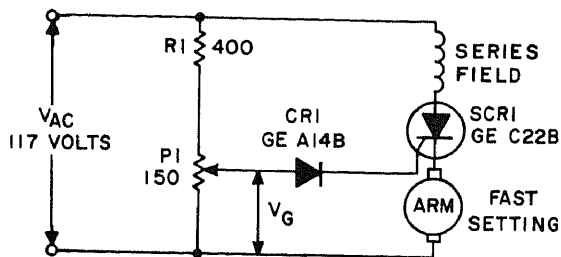 R1 400
SERIES
FIELD
VAC
117 VOLTS
CR1
GE A14B
SCR1
GE C22B
P1
150
VG
ARM
FAST
SETTING